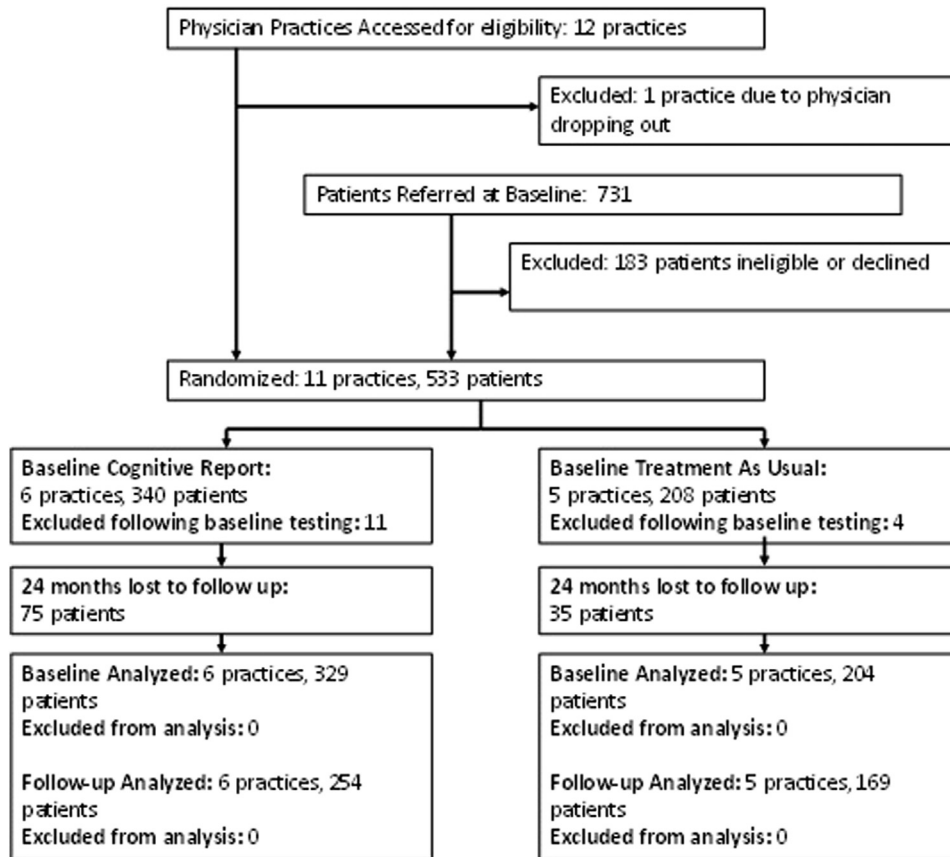 Physician Practices Accessed for eligibility: 12 practices
Excluded: 1 practice due to physician
dropping out
Patients Referred at Baseline: 731
Excluded: 183 patients ineligible or declined
Randomized: 11 practices, 533 patients
Baseline Cognitive Report:
6 practices, 340 patients
Excluded following baseline testing: 11
Baseline Treatment As Usual:
5 practices, 208 patients
Excluded following baseline testing: 4
24 months lost to follow up:
75 patients
24 months lost to follow up:
35 patients
Baseline Analyzed: 6 practices, 329
patients
Excluded from analysis: 0
Follow-up Analyzed: 6 practices, 254
patients
Excluded from analysis: 0
Baseline Analyzed: 5 practices, 204
patients
Excluded from analysis: 0
Follow-up Analyzed: 5 practices, 169
patients
Excluded from analysis: 0